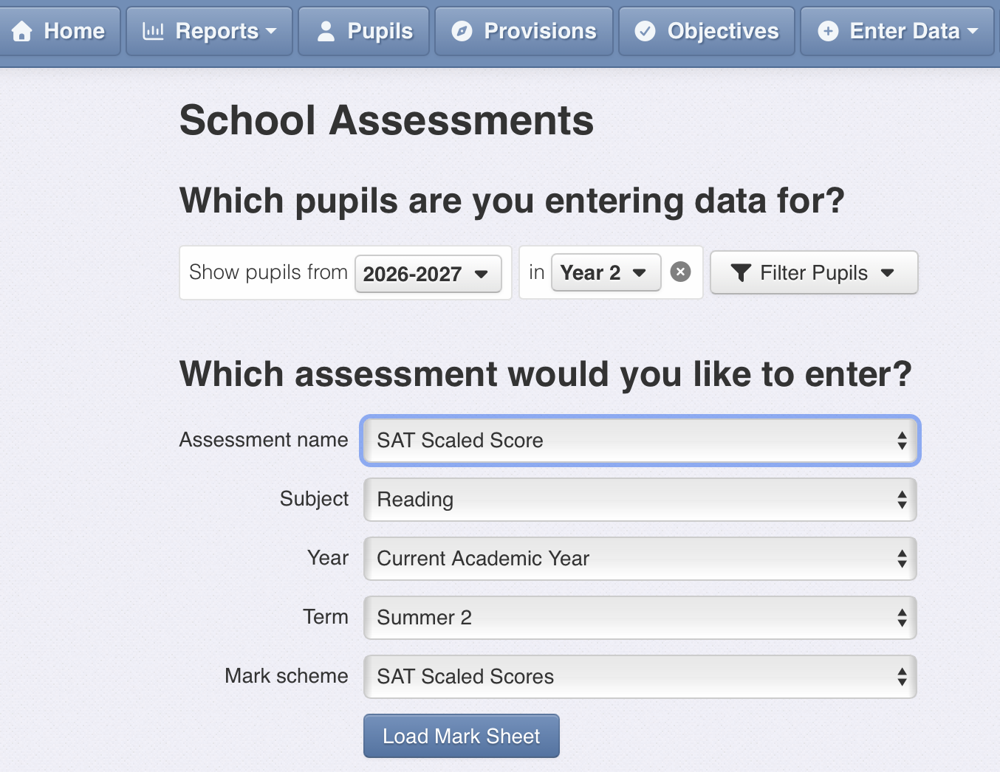 Home Reports Pupils Provisions Objectives Enter Data
School Assessments
Which pupils are you entering data for?
Show pupils from 2026-2027 in Year 2 Filter Pupils
Which assessment would you like to enter?
Assessment name SAT Scaled Score
Subject Reading
Year Current Academic Year
Term Summer 2
Mark scheme SAT Scaled Scores
Load Mark Sheet